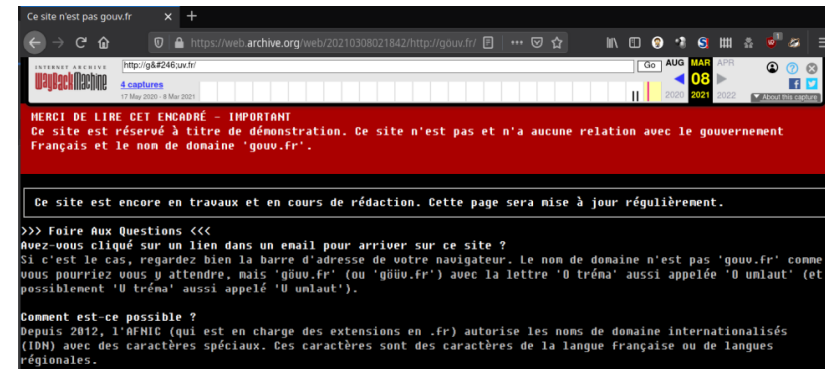 Ce site n'est pas gouv.fr
https://web.archive.org/web/20210308021842/http://göuv.fr/
INTERNET ARCHIVE
WayBackMachine
http://g&#246;uv.fr/
Go
AUG MAR APR
4 captures
08
17 May 2020 - 8 Mar 2021
2020 2021 2022
About this capture
MERCI DE LIRE CET ENCADRÉ - IMPORTANT
Ce site est réservé à titre de démonstration. Ce site n'est pas et n'a aucune relation avec le gouvernement
Français et le nom de domaine 'gouv.fr'.
Ce site est encore en travaux et en cours de rédaction. Cette page sera mise à jour régulièrement.
>>> Foire Aux Questions <<<
Avez-vous cliqué sur un lien dans un email pour arriver sur ce site ?
Si c'est le cas, regardez bien la barre d'adresse de votre navigateur. Le nom de domaine n'est pas 'gouv.fr' comme
vous pourriez vous y attendre, mais 'göuv.fr' (ou 'göüv.fr') avec la lettre 'O tréma' aussi appelée 'O umlaut' (et
possiblement 'U tréma' aussi appelé 'U umlaut').
Comment est-ce possible ?
Depuis 2012, l'AFNIC (qui est en charge des extensions en .fr) autorise les noms de domaine internationalisés
(IDN) avec des caractères spéciaux. Ces caractères sont des caractères de la langue française ou de langues
régionales.